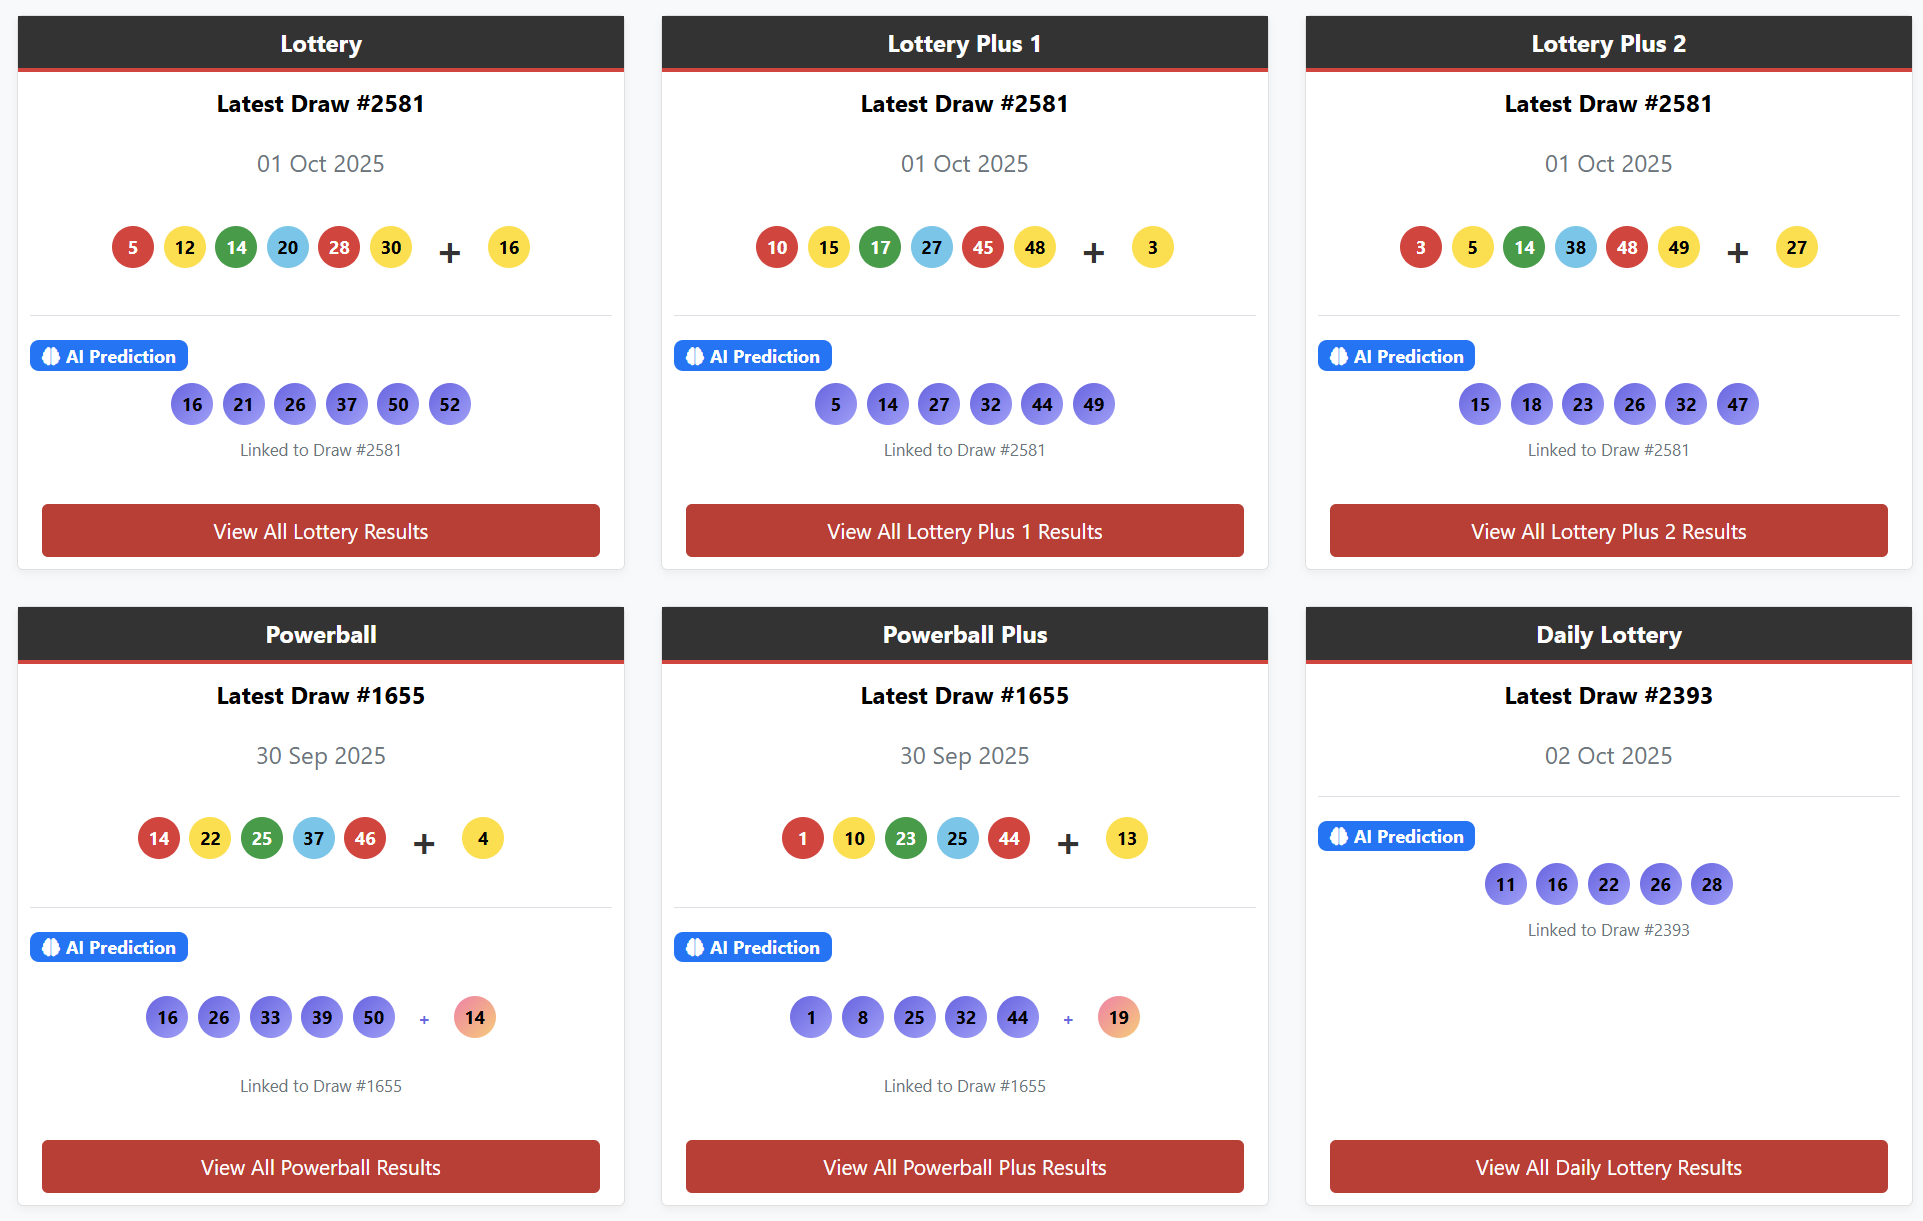 Lottery
Latest Draw #2581
01 Oct 2025
5 12 14 20 28 30 + 16
AI Prediction
16 21 26 37 50 52
Linked to Draw #2581
View All Lottery Results
Lottery Plus 1
Latest Draw #2581
01 Oct 2025
10 15 17 27 45 48 + 3
AI Prediction
5 14 27 32 44 49
Linked to Draw #2581
View All Lottery Plus 1 Results
Lottery Plus 2
Latest Draw #2581
01 Oct 2025
3 5 14 38 48 49 + 27
AI Prediction
15 18 23 26 32 47
Linked to Draw #2581
View All Lottery Plus 2 Results
Powerball
Latest Draw #1655
30 Sep 2025
14 22 25 37 46 + 4
AI Prediction
16 26 33 39 50 + 14
Linked to Draw #1655
View All Powerball Results
Powerball Plus
Latest Draw #1655
30 Sep 2025
1 10 23 25 44 + 13
AI Prediction
1 8 25 32 44 + 19
Linked to Draw #1655
View All Powerball Plus Results
Daily Lottery
Latest Draw #2393
02 Oct 2025
AI Prediction
11 16 22 26 28
Linked to Draw #2393
View All Daily Lottery Results